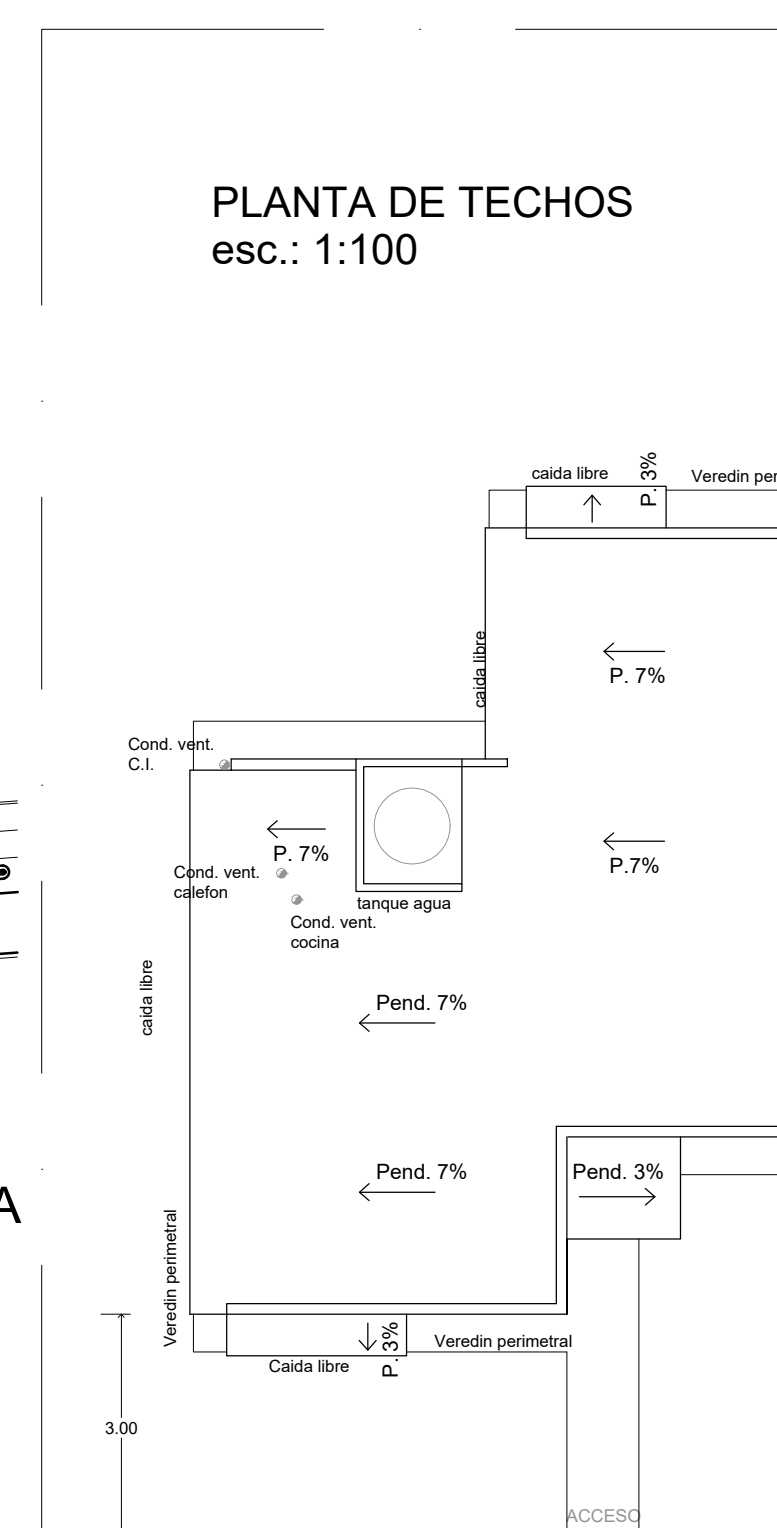 PLANTA DE TECHOS
esc.: 1:100
caida libre
P. 3%
Veredin per
caida libre
P. 7%
Cond. vent.
C.I.
P. 7%
P.7%
Cond. vent.
calefon
tanque agua
Cond. vent.
cocina
caida libre
Pend. 7%
Pend. 7%
Pend. 3%
A
Veredin perimetral
P. 3%
Veredin perimetral
Caida libre
3.00
ACCESO